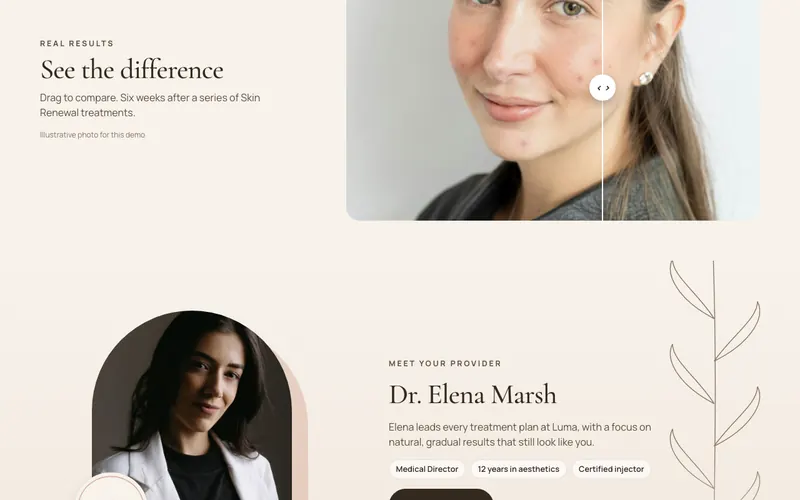 REAL RESULTS
See the difference
Drag to compare. Six weeks after a series of Skin
Renewal treatments.
Illustrative photo for this demo
MEET YOUR PROVIDER
Dr. Elena Marsh
Elena leads every treatment plan at Luma, with a focus on
natural, gradual results that still look like you.
Medical Director
12 years in aesthetics
Certified injector